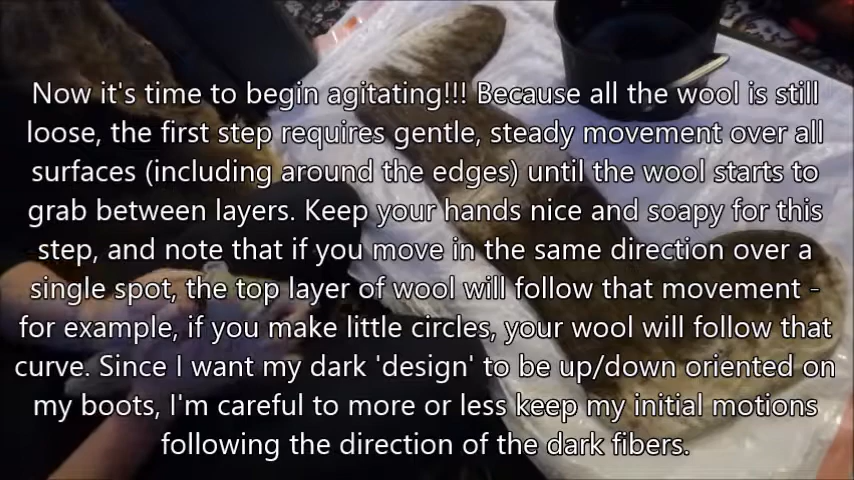 Now it's time to begin agitating!!! Because all the wool is still
loose, the first step requires gentle, steady movement over all
surfaces (including around the edges) until the wool starts to
grab between layers. Keep your hands nice and soapy for this
step, and note that if you move in the same direction over a
single spot, the top layer of wool will follow that movement -
for example, if you make little circles, your wool will follow that
curve. Since I want my dark 'design' to be up/down oriented on
my boots, I'm careful to more or less keep my initial motions
following the direction of the dark fibers.